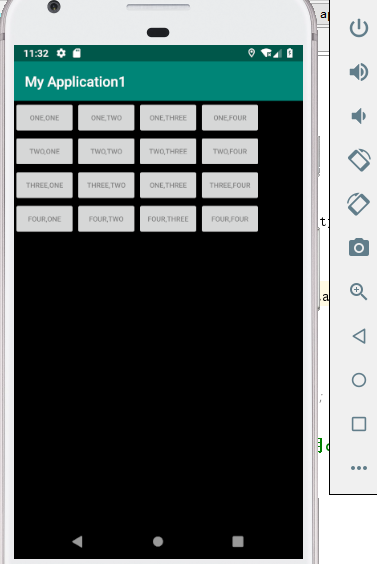 11:32
My Application1
ONE,ONE ONE,TWO ONE,THREE ONE,FOUR
TWO,ONE TWO,TWO TWO,THREE TWO,FOUR
THREE,ONE THREE,TWO ONE,THREE THREE,FOUR
FOUR,ONE FOUR,TWO FOUR,THREE FOUR,FOUR